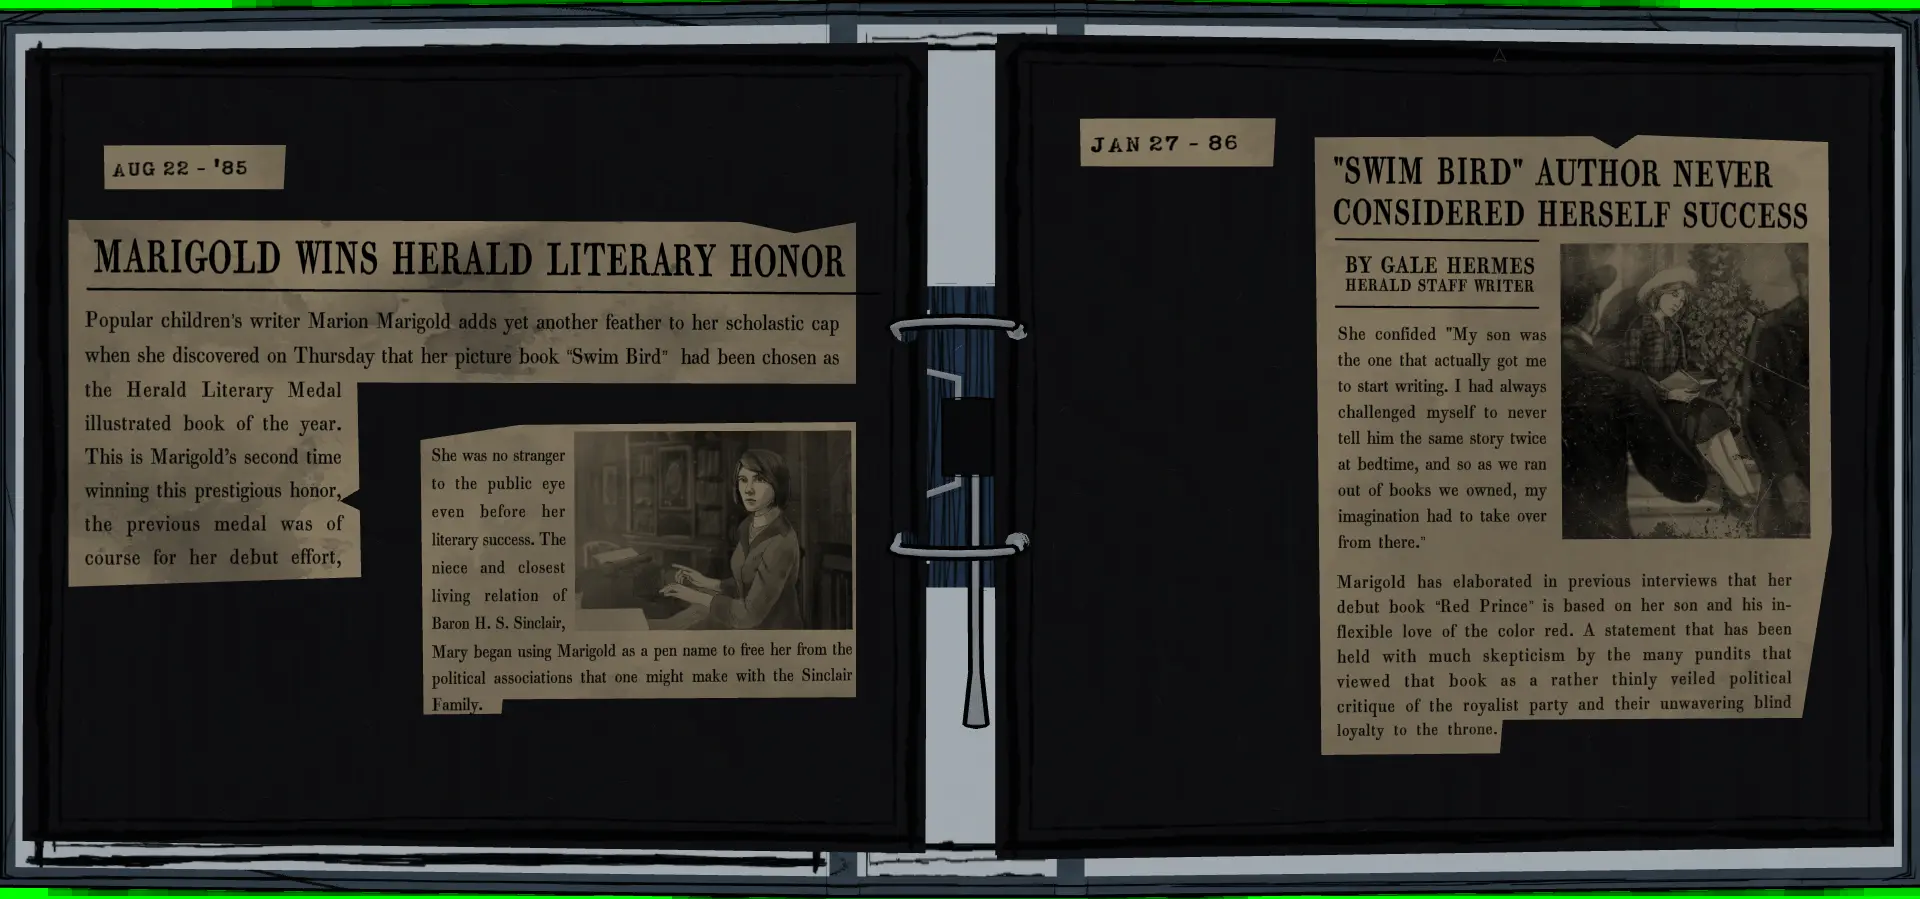 AUG 22 - '85
MARIGOLD WINS HERALD LITERARY HONOR
Popular children's writer Marion Marigold adds yet another feather to her scholastic cap
when she discovered on Thursday that her picture book “Swim Bird” had been chosen as
the Herald Literary Medal
illustrated book of the year.
This is Marigold’s second time
winning this prestigious honor,
the previous medal was of
course for her debut effort,
She was no stranger
to the public eye
even before her
literary success. The
niece and closest
living relation of
Baron H. S. Sinclair,
Mary began using Marigold as a pen name to free her from the
political associations that one might make with the Sinclair
Family.
JAN 27 - 86
"SWIM BIRD" AUTHOR NEVER
CONSIDERED HERSELF SUCCESS
BY GALE HERMES
HERALD STAFF WRITER
She confided "My son was
the one that actually got me
to start writing. I had always
challenged myself to never
tell him the same story twice
at bedtime, and so as we ran
out of books we owned, my
imagination had to take over
from there.”
Marigold has elaborated in previous interviews that her
debut book “Red Prince” is based on her son and his in-
flexible love of the color red. A statement that has been
held with much skepticism by the many pundits that
viewed that book as a rather thinly veiled political
critique of the royalist party and their unwavering blind
loyalty to the throne.